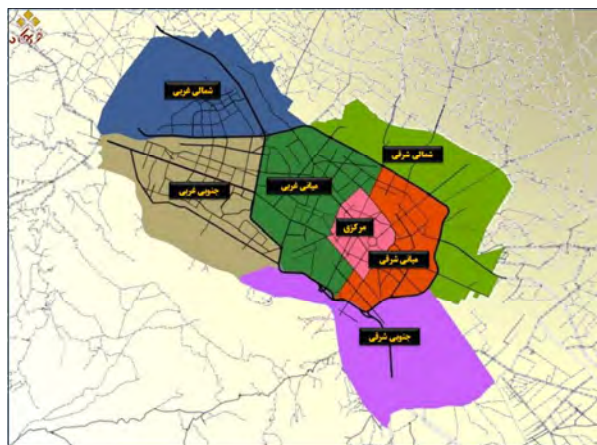 شمالی غربی
شمالی شرقی
جنوبی غربی
میانی غربی
مرکزی
میانی شرقی
جنوبی شرقی